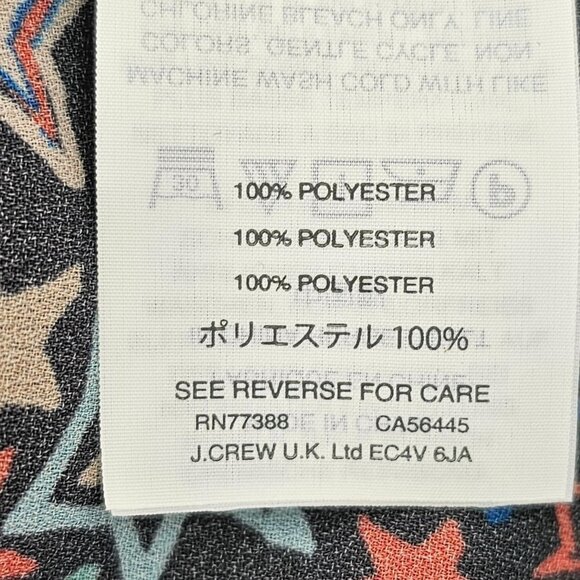 100% POLYESTER
100% POLYESTER
100% POLYESTER
ポリエステル 100%
SEE REVERSE FOR CARE
RN77388 CA56445
J.CREW U.K. Ltd EC4V 6JA